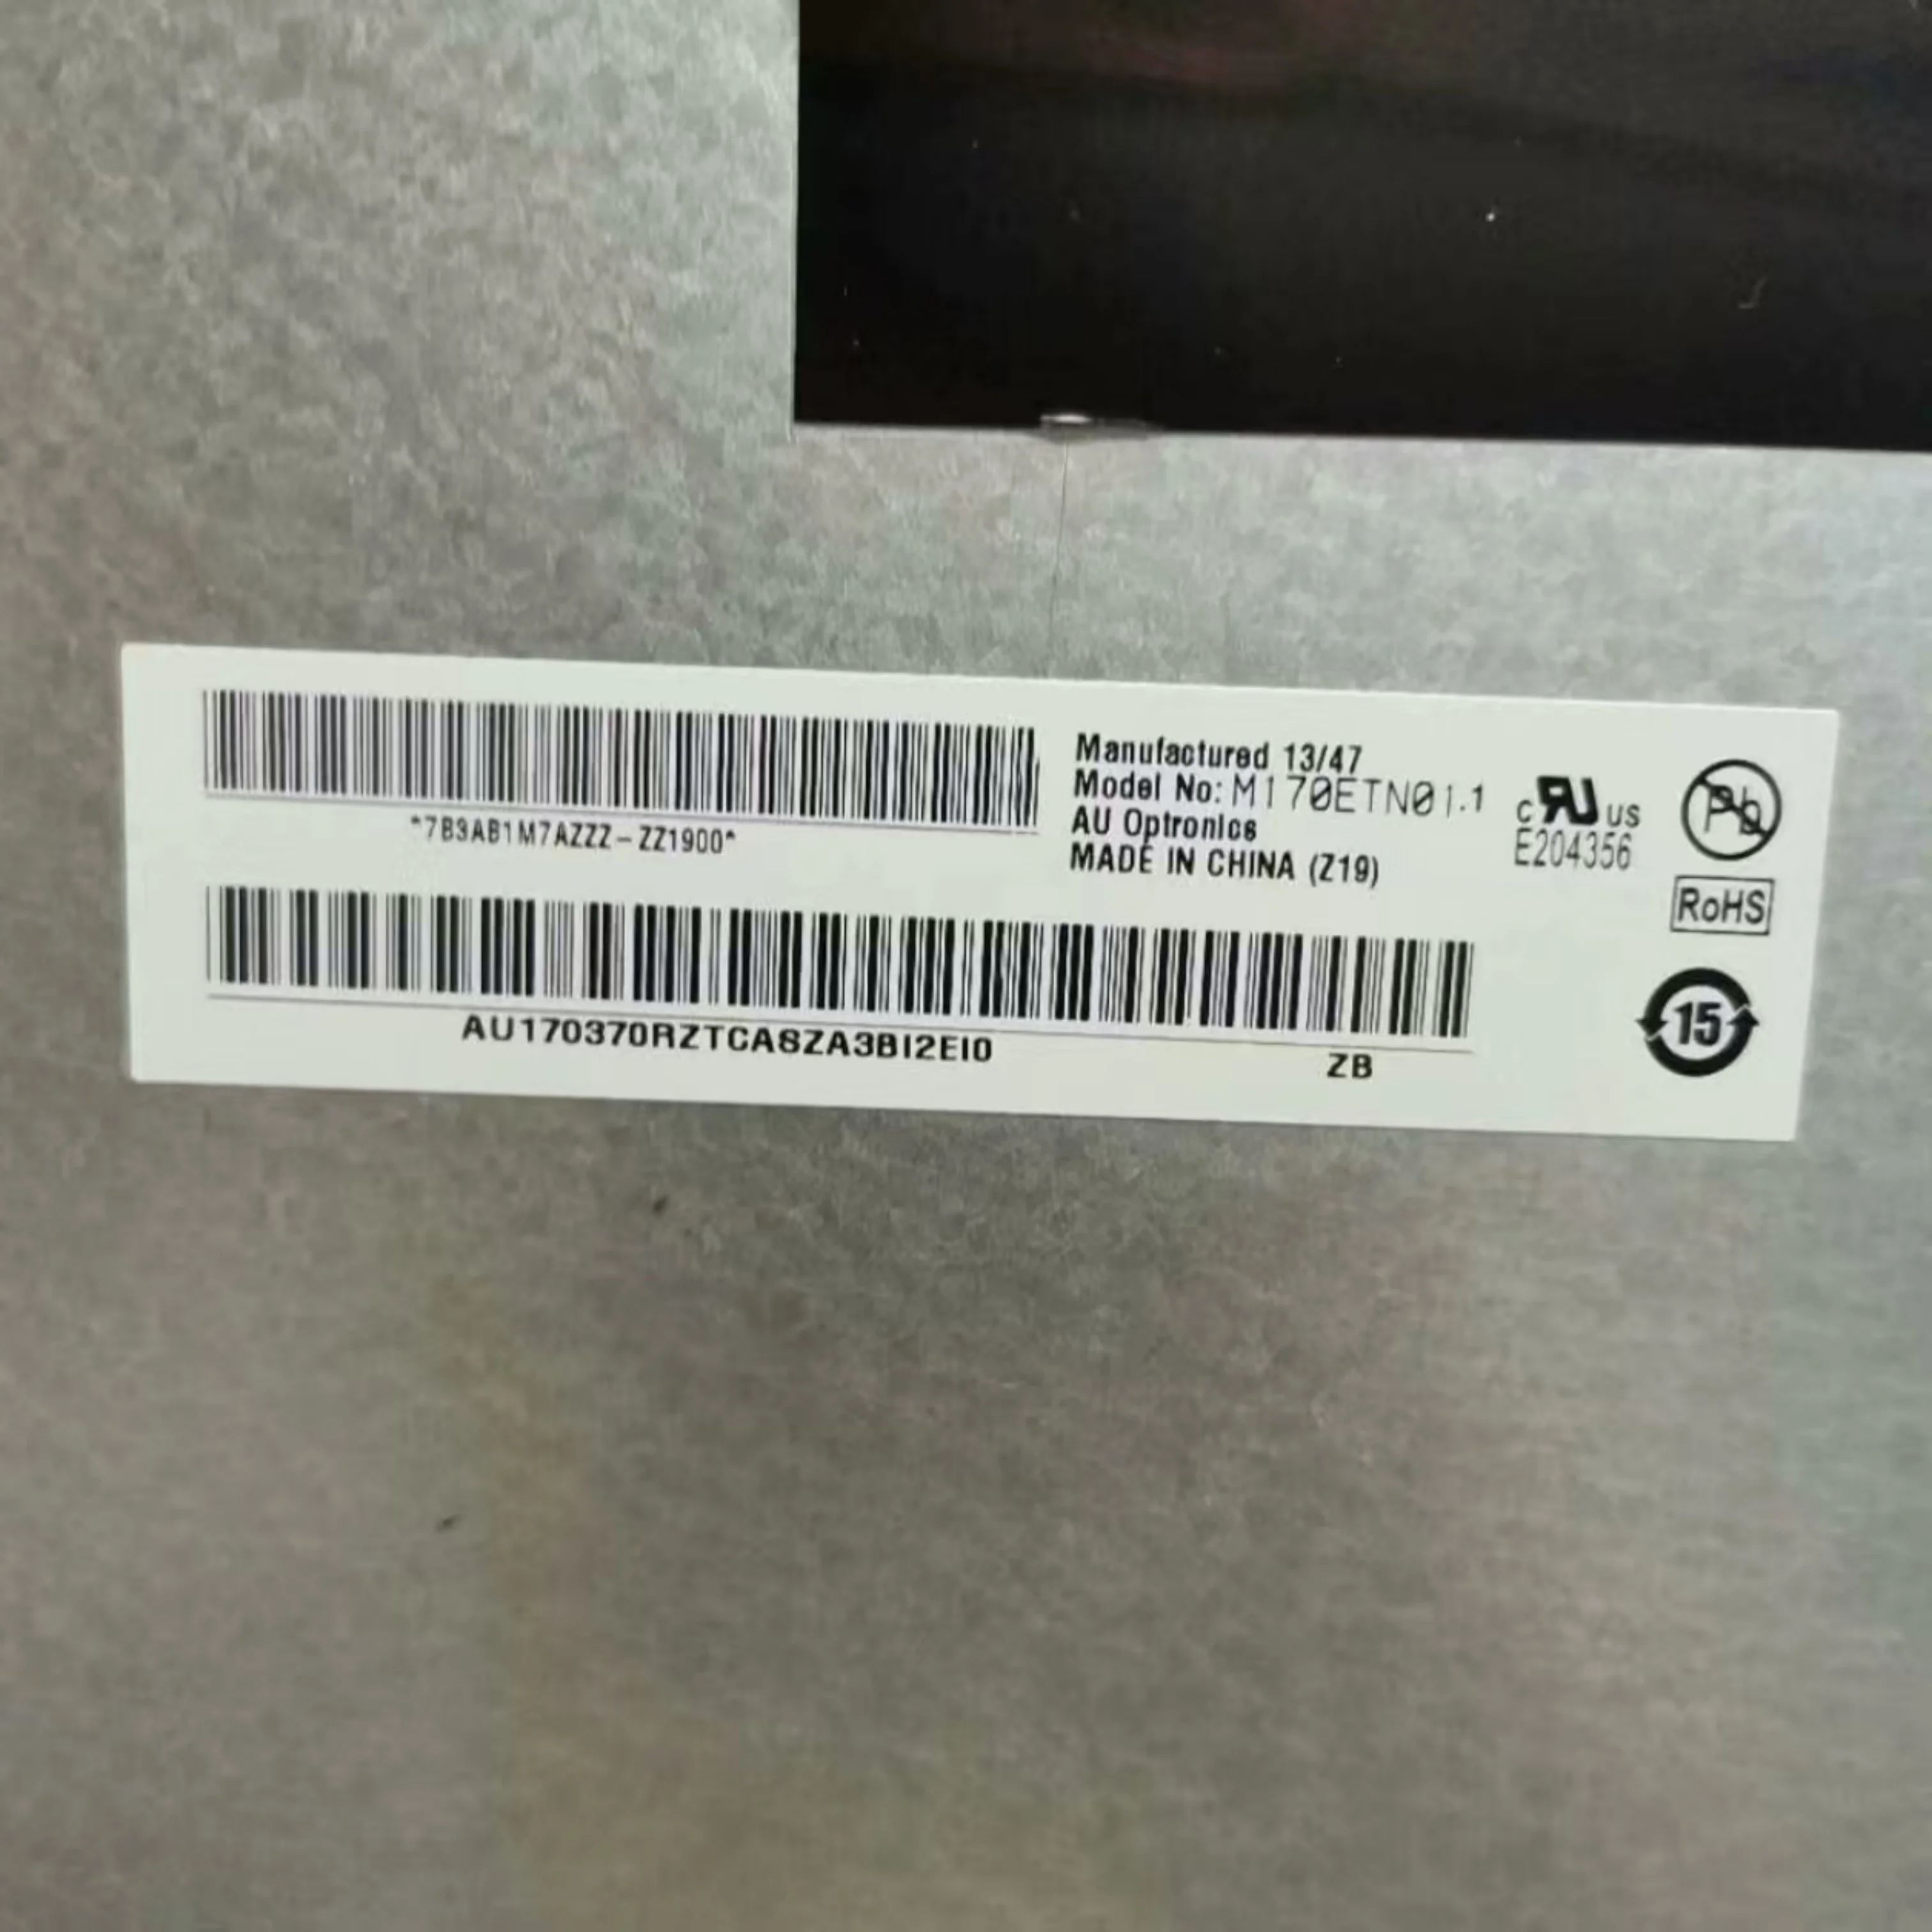 *7B3AB1M7AZZZ-ZZ1900*
Manufactured 13/47
Model No: M170ETN01.1
AU Optronics
MADE IN CHINA (Z19)
c RU us
E204356
Pb
RoHS
AU170370RZTCA8ZA3BI2EI0
ZB
15